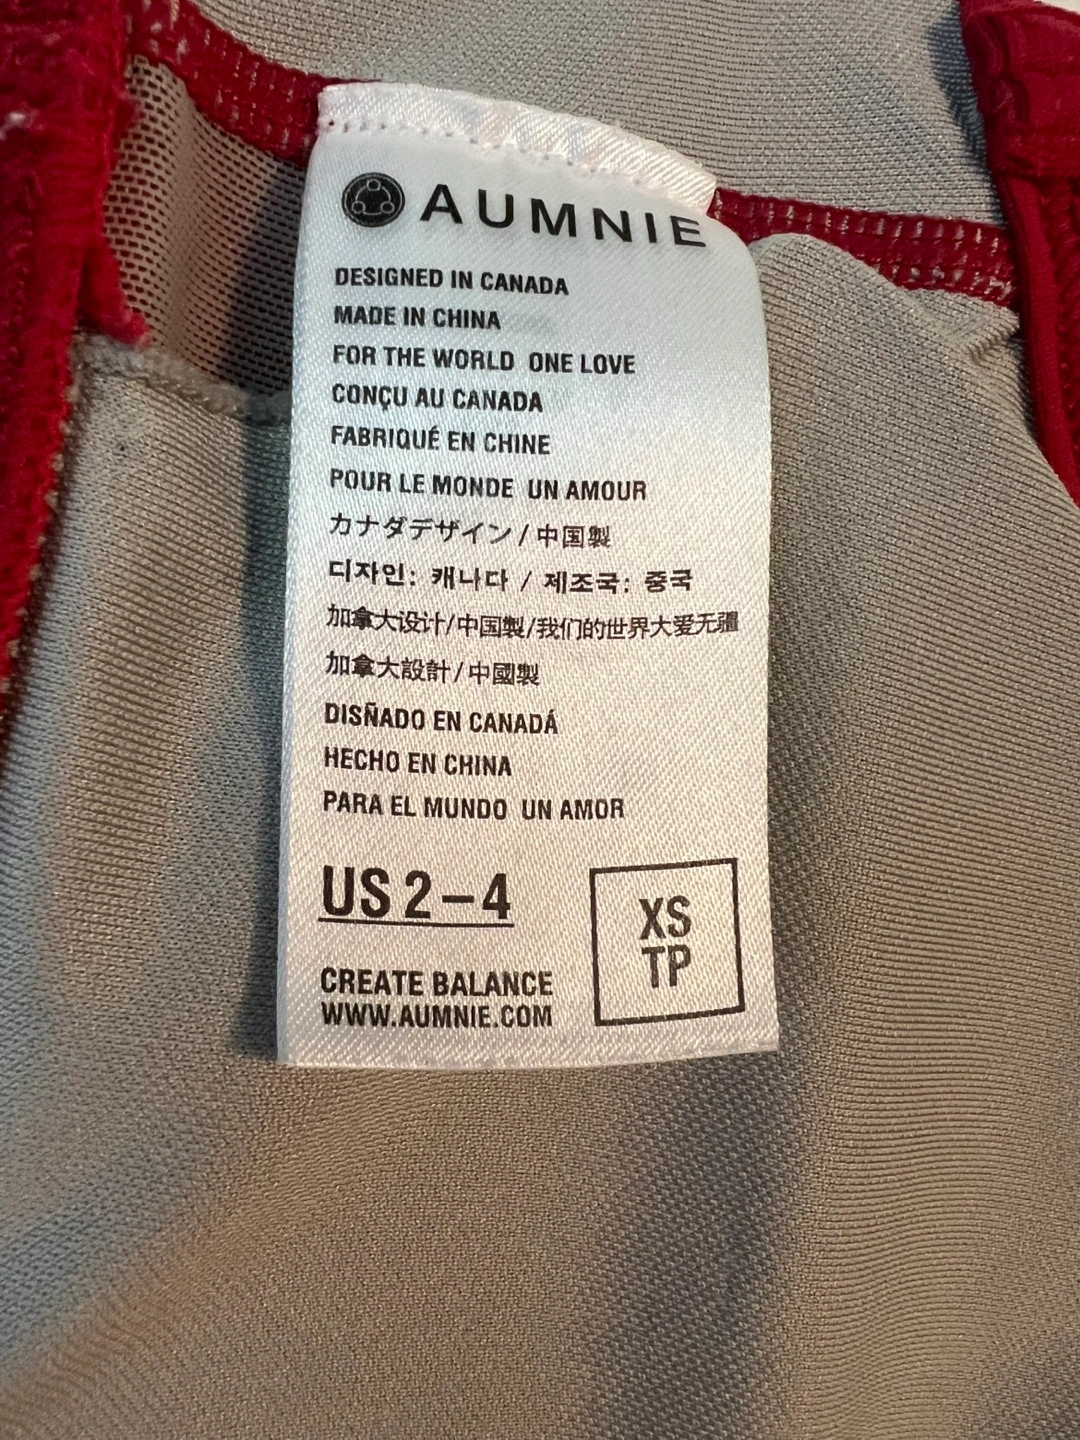 AUMNIE
DESIGNED IN CANADA
MADE IN CHINA
FOR THE WORLD ONE LOVE
CONÇU AU CANADA
FABRIQUÉ EN CHINE
POUR LE MONDE UN AMOUR
カナダデザイン/中国製
디자인: 캐나다 / 제조국: 중국
加拿大设计/中国製/我们的世界大爱无疆
加拿大設計/中國製
DISÑADO EN CANADÁ
HECHO EN CHINA
PARA EL MUNDO UN AMOR
US 2-4
XS
TP
CREATE BALANCE
WWW.AUMNIE.COM